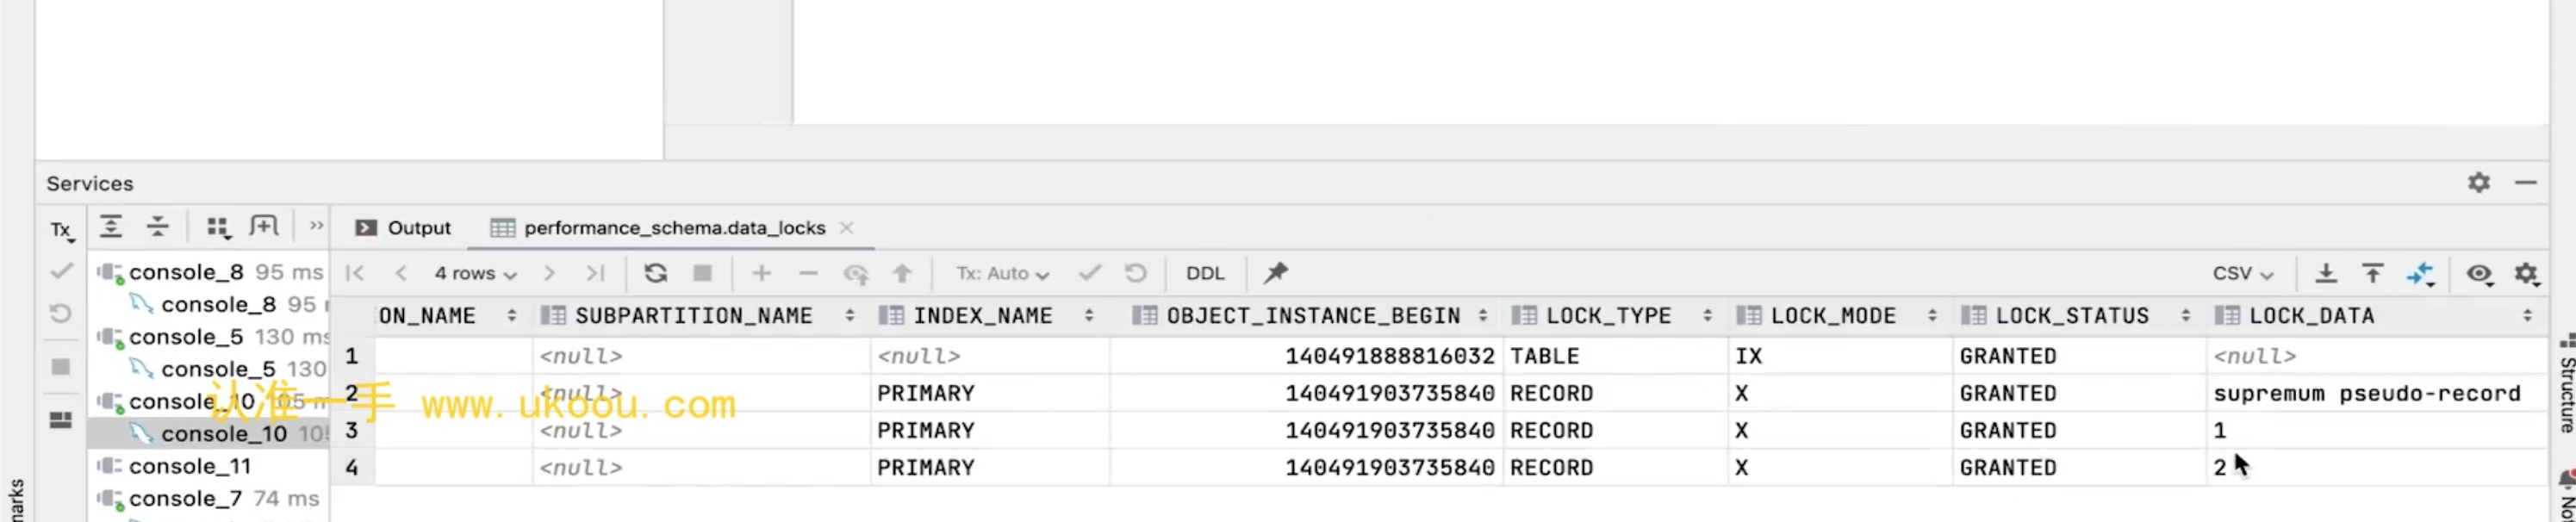 Services
Tx
Output
performance_schema.data_locks
console_8 95 ms
4 rows
Tx: Auto
DDL
CSV
console_8 95
ON_NAME SUBPARTITION_NAME INDEX_NAME OBJECT_INSTANCE_BEGIN LOCK_TYPE LOCK_MODE LOCK_STATUS LOCK_DATA
console_5 130 ms
1 <null> <null> 140491888816032 TABLE IX GRANTED <null>
console_5 130
2 <null> PRIMARY 140491903735840 RECORD X GRANTED supremum pseudo-record
console_10 105 m
认准一手 www.ukoou.com
3 <null> PRIMARY 140491903735840 RECORD X GRANTED 1
console_10 105
4 <null> PRIMARY 140491903735840 RECORD X GRANTED 2
console_11
console_7 74 ms
marks
Structure
No